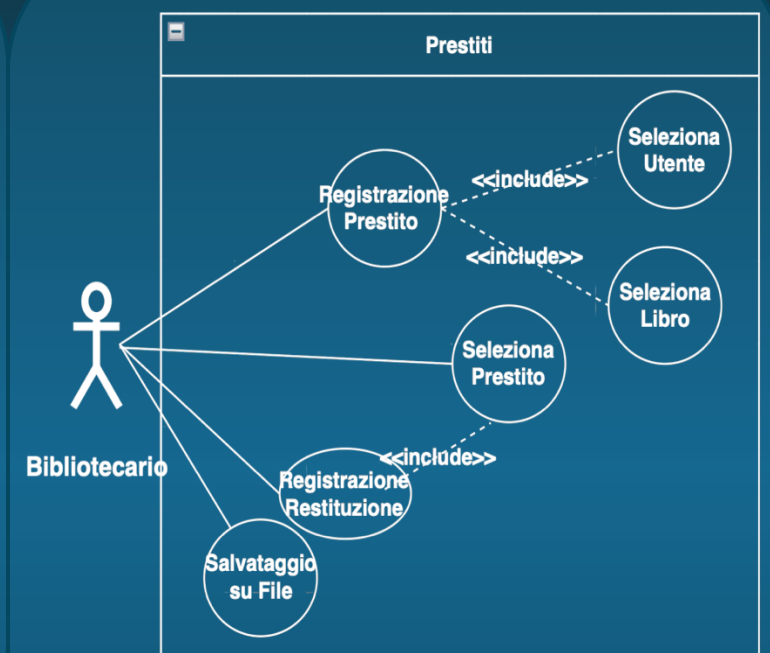 Prestiti
Seleziona
Utente
<<include>>
Registrazione
Prestito
<<include>>
Seleziona
Libro
Seleziona
Prestito
<<include>>
Bibliotecario
Registrazione
Restituzione
Salvataggio
su File